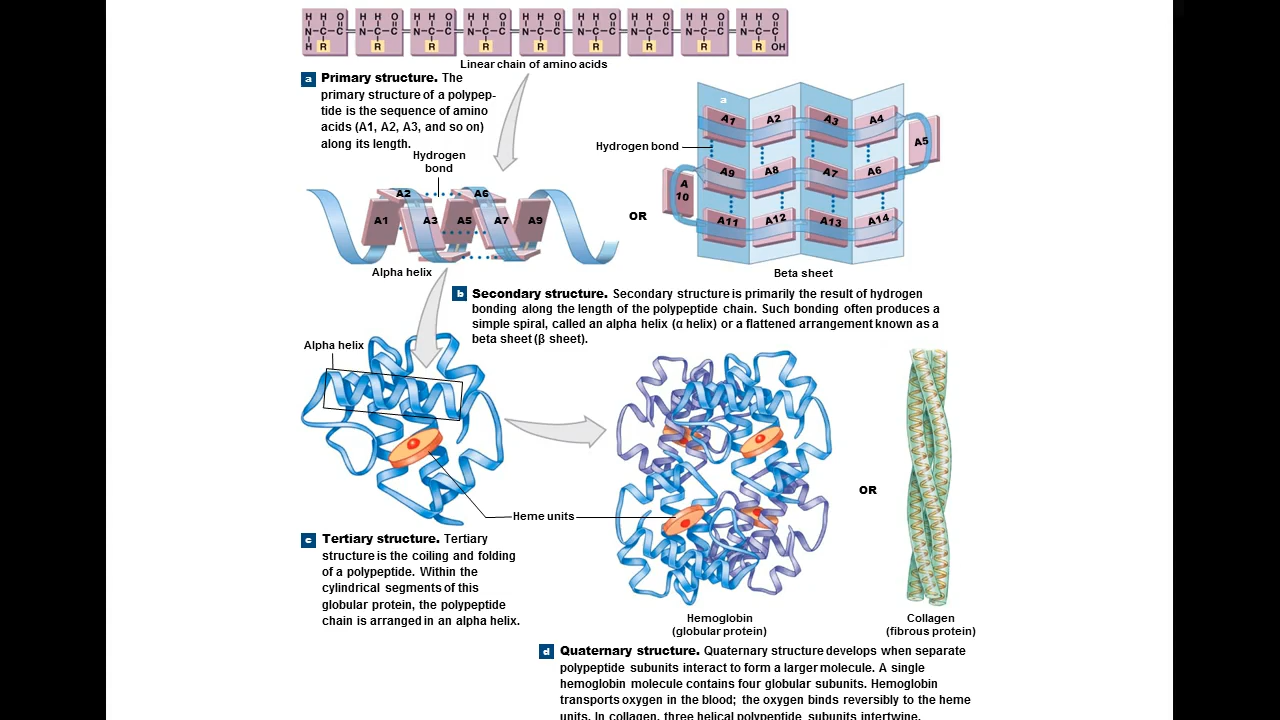 H H O H H O H H O H H O H H O H H O H H O H H O
N C C N C C N C C N C C N C C N C C N C C N C C
H R R R R R R R R OH
Linear chain of amino acids
a Primary structure. The
primary structure of a polypep-
tide is the sequence of amino
acids (A1, A2, A3, and so on)
along its length.
Hydrogen
bond
A1 A2 A3 A5 A6 A7 A9
Alpha helix
OR
a
Hydrogen bond
A1 A2 A3 A4
A5
A9 A8 A7 A6
A
10
A11 A12 A13 A14
Beta sheet
b Secondary structure. Secondary structure is primarily the result of hydrogen
bonding along the length of the polypeptide chain. Such bonding often produces a
simple spiral, called an alpha helix (α helix) or a flattened arrangement known as a
beta sheet (β sheet).
Alpha helix
Heme units
OR
c Tertiary structure. Tertiary
structure is the coiling and folding
of a polypeptide. Within the
cylindrical segments of this
globular protein, the polypeptide
chain is arranged in an alpha helix.
Hemoglobin
(globular protein)
Collagen
(fibrous protein)
d Quaternary structure. Quaternary structure develops when separate
polypeptide subunits interact to form a larger molecule. A single
hemoglobin molecule contains four globular subunits. Hemoglobin
transports oxygen in the blood; the oxygen binds reversibly to the heme
units. In collagen, three helical polypeptide subunits intertwine.